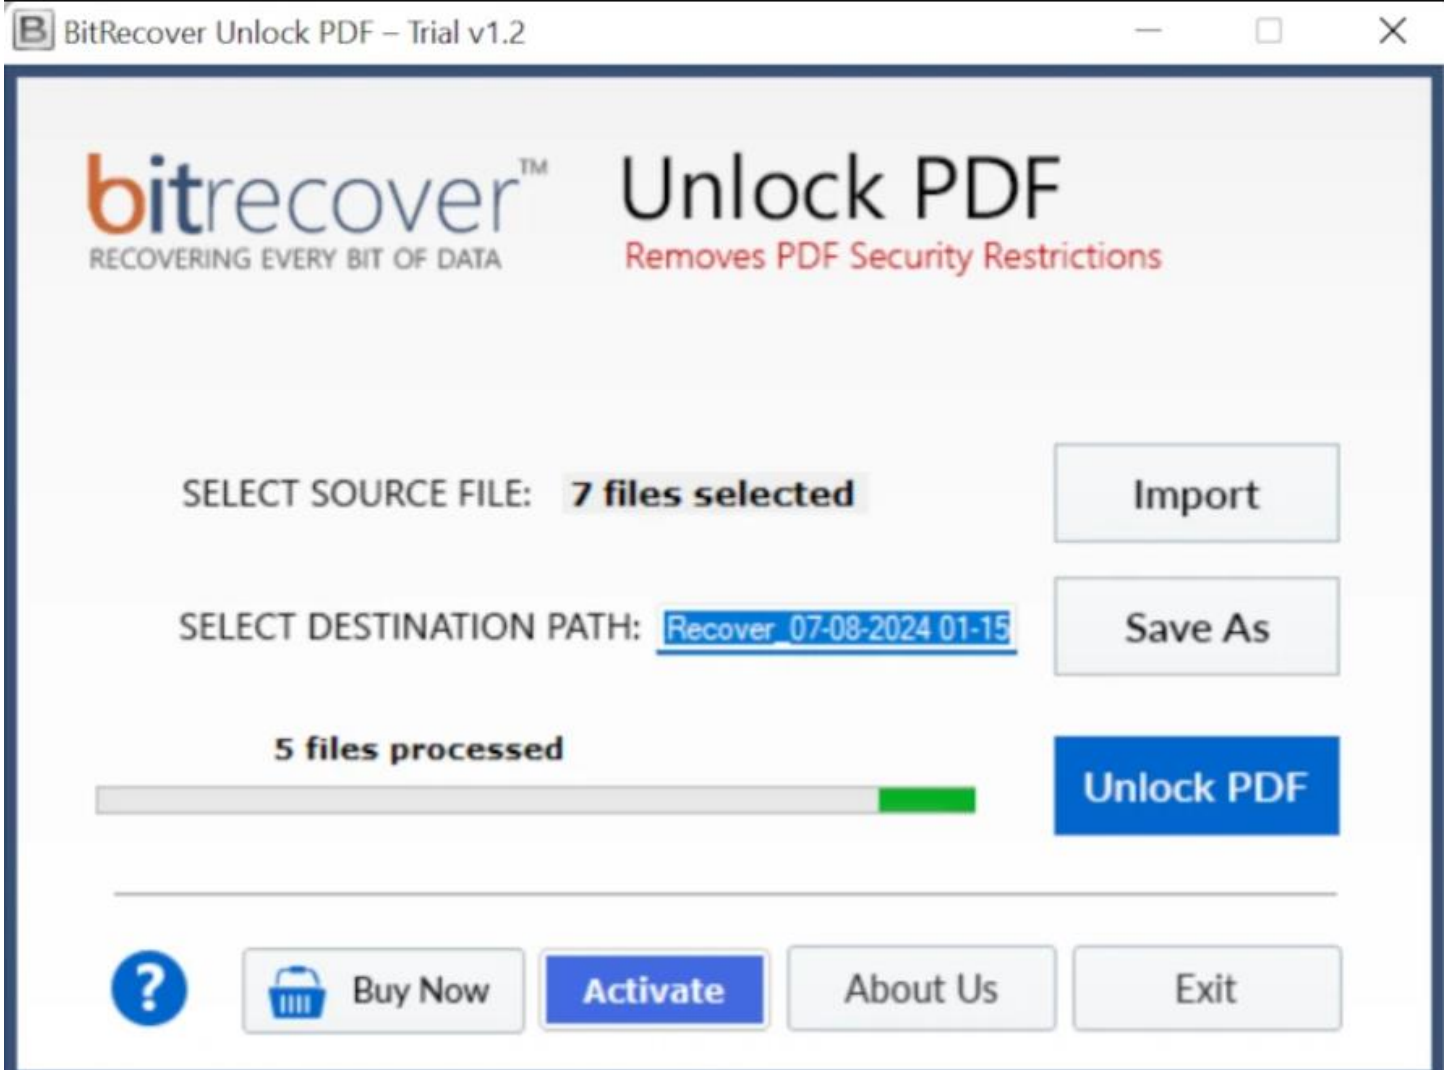 B BitRecover Unlock PDF – Trial v1.2
bitrecover™
RECOVERING EVERY BIT OF DATA
Unlock PDF
Removes PDF Security Restrictions
SELECT SOURCE FILE: 7 files selected Import
SELECT DESTINATION PATH: Recover_07-08-2024 01-15 Save As
5 files processed
Unlock PDF
? Buy Now Activate About Us Exit